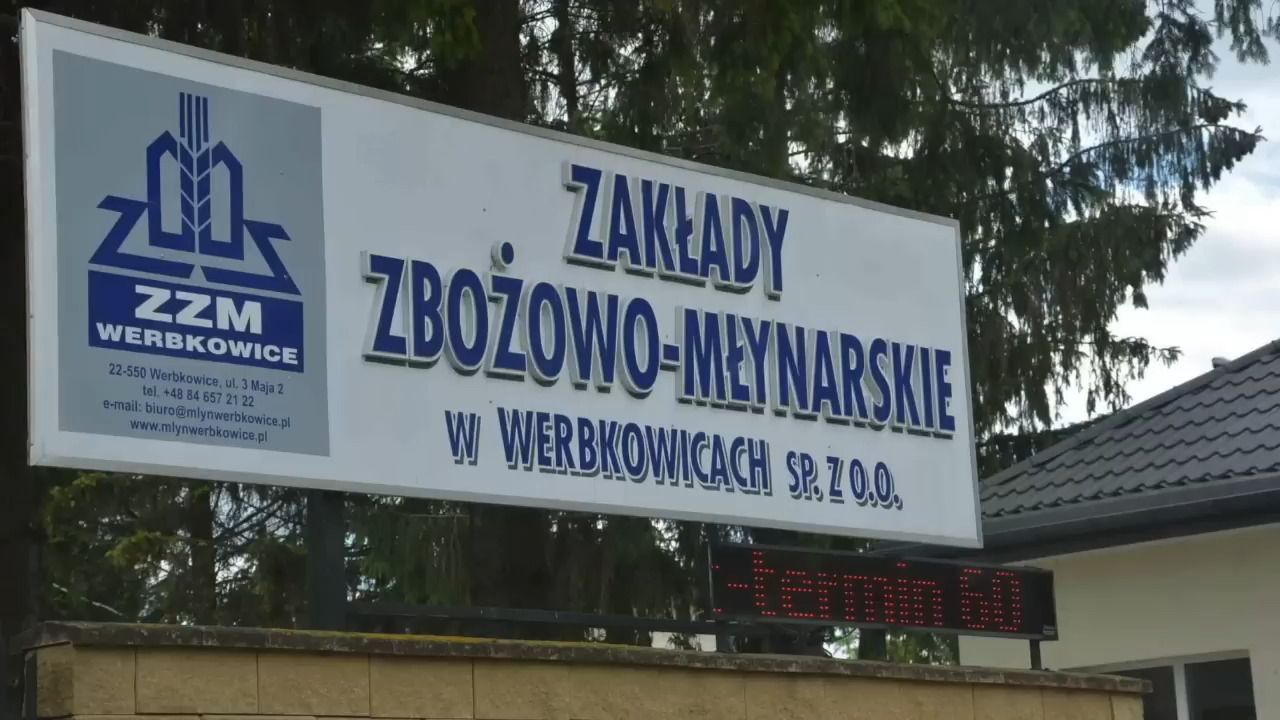 ZZM
WERBKOWICE
22-550 Werbkowice, ul. 3 Maja 2
tel. +48 84 657 21 22
e-mail: biuro@mlynwerbkowice.pl
www.mlynwerbkowice.pl
ZAKŁADY
ZBOŻOWO-MŁYNARSKIE
W WERBKOWICACH SP. Z O.O.
-termin 60